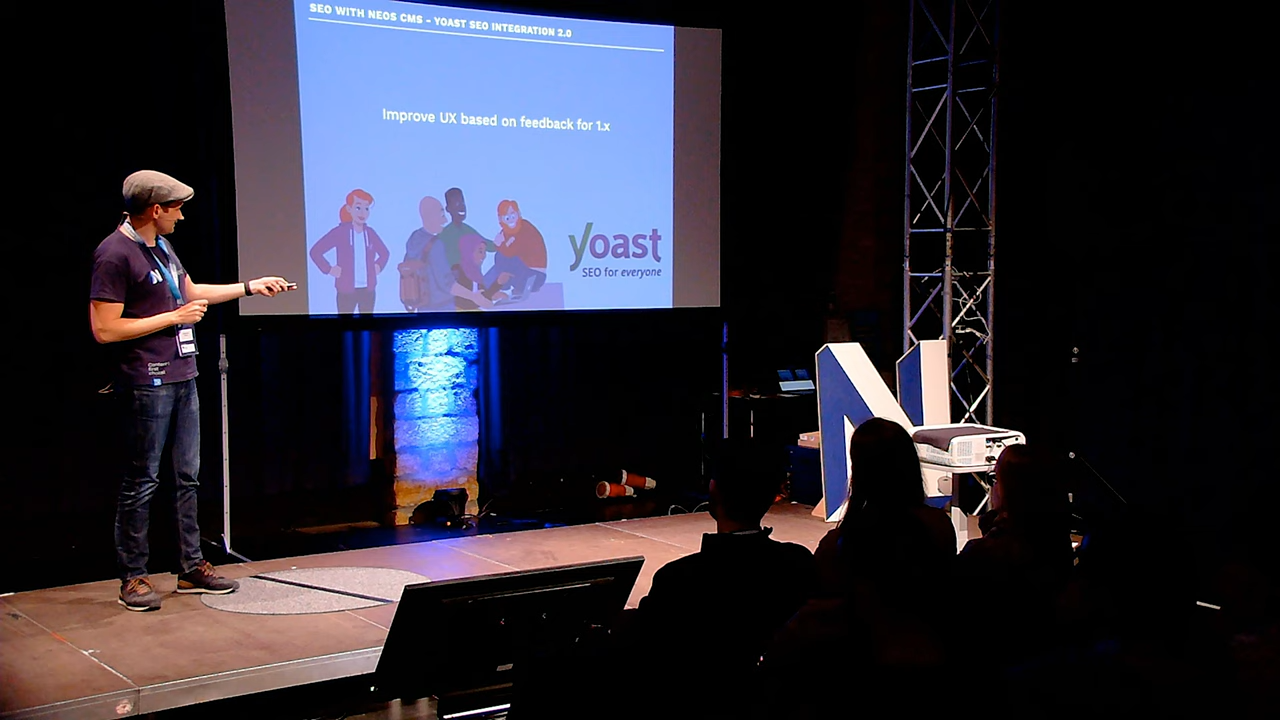 SEO WITH NEOS CMS – YOAST SEO INTEGRATION 2.0
Improve UX based on feedback for 1.x
yoast
SEO for everyone
N